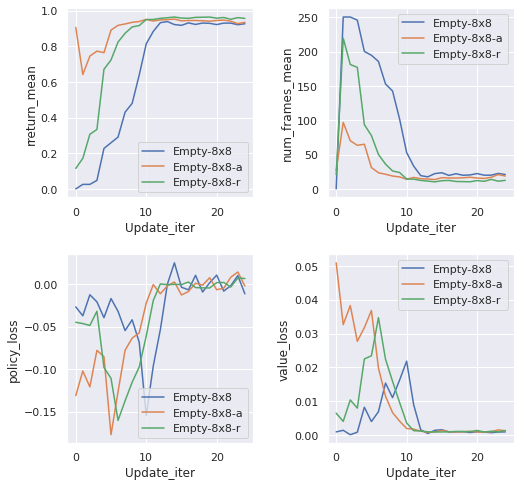 1.0
0.8
0.6
0.4
0.2
0.0
rreturn_mean
0 10 20
Update_iter
Empty-8x8
Empty-8x8-a
Empty-8x8-r
250
200
150
100
50
0
num_frames_mean
0 10 20
Update_iter
Empty-8x8
Empty-8x8-a
Empty-8x8-r
0.00
−0.05
−0.10
−0.15
policy_loss
0 10 20
Update_iter
Empty-8x8
Empty-8x8-a
Empty-8x8-r
0.05
0.04
0.03
0.02
0.01
0.00
value_loss
0 10 20
Update_iter
Empty-8x8
Empty-8x8-a
Empty-8x8-r